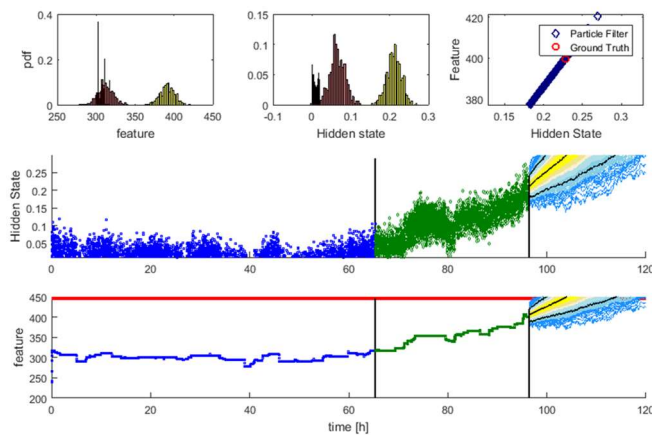 0.4
0.2
0
pdf
250 300 350 400 450
feature
0.15
0.1
0.05
0
-0.1 0 0.1 0.2 0.3
Hidden state
420
400
380
Feature
Particle Filter
Ground Truth
0.15 0.2 0.25 0.3
Hidden State
0.25
0.2
0.15
0.1
0.05
Hidden State
0 20 40 60 80 100 120
450
400
350
300
250
200
feature
0 20 40 60 80 100 120
time [h]